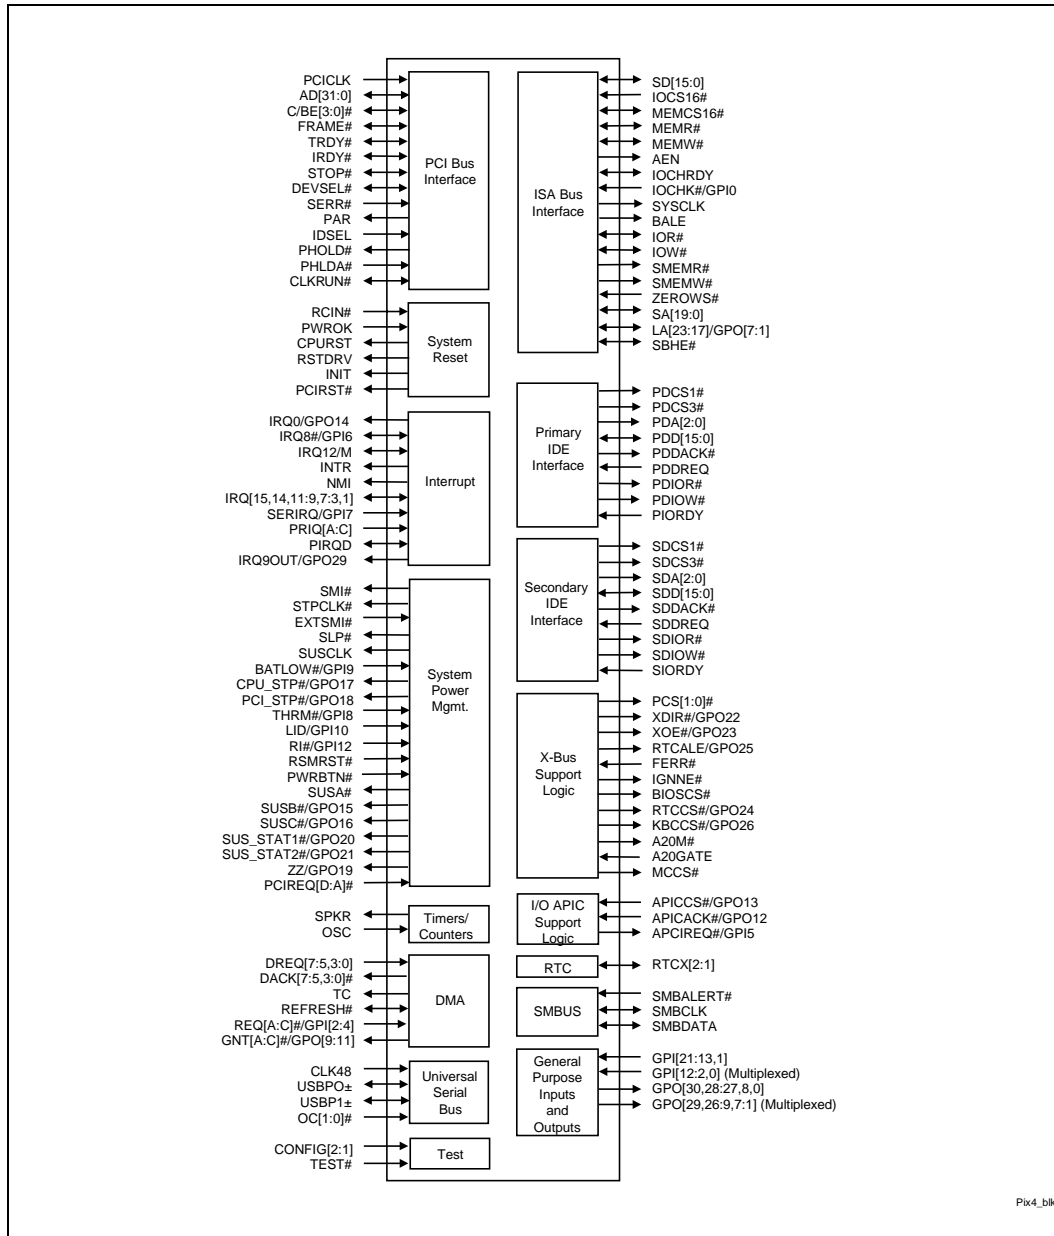 PCICLK
AD[31:0]
C/BE[3:0]#
FRAME#
TRDY#
IRDY#
STOP#
DEVSEL#
SERR#
PAR
IDSEL
PHOLD#
PHLDA#
CLKRUN#
PCI Bus
Interface
RCIN#
PWROK
CPURST
RSTDRV
INIT
PCIRST#
System
Reset
IRQ0/GPO14
IRQ8#/GPI6
IRQ12/M
INTR
NMI
IRQ[15,14,11:9,7:3,1]
SERIRQ/GPI7
PRIQ[A:C]
PIRQD
IRQ9OUT/GPO29
Interrupt
SMI#
STPCLK#
EXTSMI#
SLP#
SUSCLK
BATLOW#/GPI9
CPU_STP#/GPO17
PCI_STP#/GPO18
THRM#/GPI8
LID/GPI10
RI#/GPI12
RSMRST#
PWRBTN#
SUSA#
SUSB#/GPO15
SUSC#/GPO16
SUS_STAT1#/GPO20
SUS_STAT2#/GPO21
ZZ/GPO19
PCIREQ[D:A]#
System
Power
Mgmt.
SPKR
OSC
Timers/
Counters
DREQ[7:5,3:0]
DACK[7:5,3:0]#
TC
REFRESH#
REQ[A:C]#/GPI[2:4]
GNT[A:C]#/GPO[9:11]
DMA
CLK48
USBPO±
USBP1±
OC[1:0]#
Universal
Serial
Bus
CONFIG[2:1]
TEST#
Test
ISA Bus
Interface
SD[15:0]
IOCS16#
MEMCS16#
MEMR#
MEMW#
AEN
IOCHRDY
IOCHK#/GPI0
SYSCLK
BALE
IOR#
IOW#
SMEMR#
SMEMW#
ZEROWS#
SA[19:0]
LA[23:17]/GPO[7:1]
SBHE#
Primary
IDE
Interface
PDCS1#
PDCS3#
PDA[2:0]
PDD[15:0]
PDDACK#
PDDREQ
PDIOR#
PDIOW#
PIORDY
Secondary
IDE
Interface
SDCS1#
SDCS3#
SDA[2:0]
SDD[15:0]
SDDACK#
SDDREQ
SDIOR#
SDIOW#
SIORDY
X-Bus
Support
Logic
PCS[1:0]#
XDIR#/GPO22
XOE#/GPO23
RTCALE/GPO25
FERR#
IGNNE#
BIOSCS#
RTCCS#/GPO24
KBCCS#/GPO26
A20M#
A20GATE
MCCS#
I/O APIC
Support
Logic
APICCS#/GPO13
APICACK#/GPO12
APCIREQ#/GPI5
RTC
RTCX[2:1]
SMBUS
SMBALERT#
SMBCLK
SMBDATA
General
Purpose
Inputs
and
Outputs
GPI[21:13,1]
GPI[12:2,0] (Multiplexed)
GPO[30,28:27,8,0]
GPO[29,26:9,7:1] (Multiplexed)
Pix4_blk